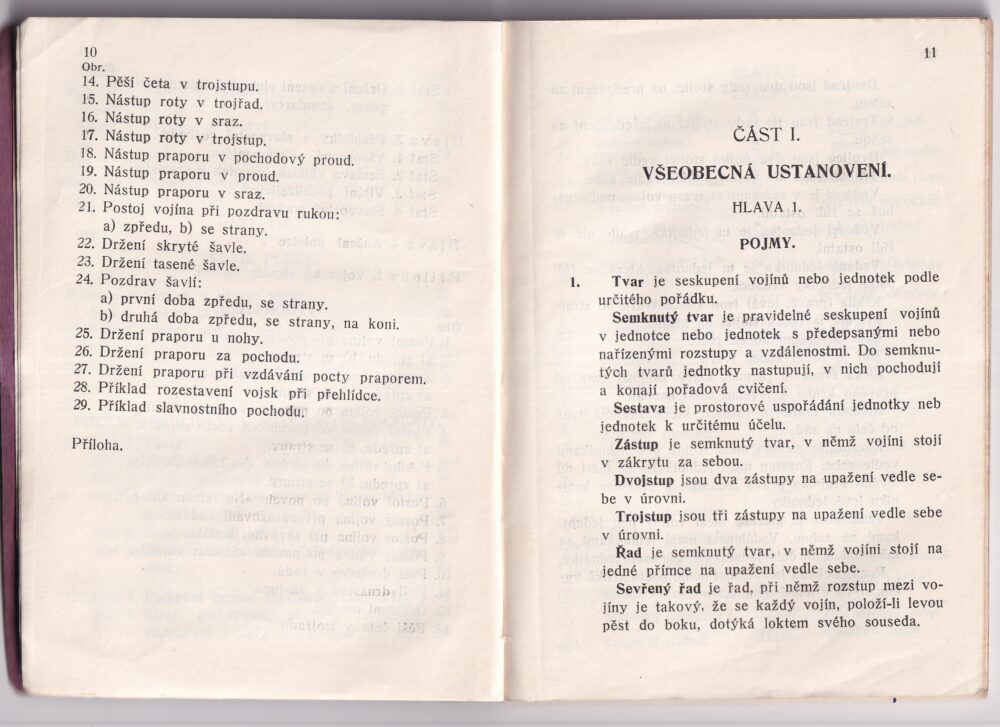 10
Obr.
14. Pěší četa v trojstupu.
15. Nástup roty v trojřad.
16. Nástup roty v sraz.
17. Nástup roty v trojstup.
18. Nástup praporu v pochodový proud.
19. Nástup praporu v proud.
20. Nástup praporu v sraz.
21. Postoj vojína při pozdravu rukou:
a) zpředu, b) se strany.
22. Držení skryté šavle.
23. Držení tasené šavle.
24. Pozdrav šavlí:
a) první doba zpředu, se strany.
b) druhá doba zpředu, se strany, na koni.
25. Držení praporu u nohy.
26. Držení praporu za pochodu.
27. Držení praporu při vzdávání pocty praporem.
28. Příklad rozestavení vojsk při přehlídce.
29. Příklad slavnostního pochodu.
Příloha.
11
ČÁST I.
VŠEOBECNÁ USTANOVENÍ.
HLAVA 1.
POJMY.
1. Tvar je seskupení vojínů nebo jednotek podle
určitého pořádku.
Semknutý tvar je pravidelné seskupení vojínů
v jednotce nebo jednotek s předepsanými nebo
nařízenými rozstupy a vzdálenostmi. Do semknu-
tých tvarů jednotky nastupují, v nich pochodují
a konají pořadová cvičení.
Sestava je prostorové uspořádání jednotky neb
jednotek k určitému účelu.
Zástup je semknutý tvar, v němž vojíni stojí
v zákrytu za sebou.
Dvojstup jsou dva zástupy na upažení vedle se-
be v úrovni.
Trojstup jsou tři zástupy na upažení vedle sebe
v úrovni.
Řad je semknutý tvar, v němž vojíni stojí na
jedné přímce na upažení vedle sebe.
Sevřený řad je řad, při němž rozstup mezi vo-
jíny je takový, že se každý vojín, položí-li levou
pěst do boku, dotýká loktem svého souseda.